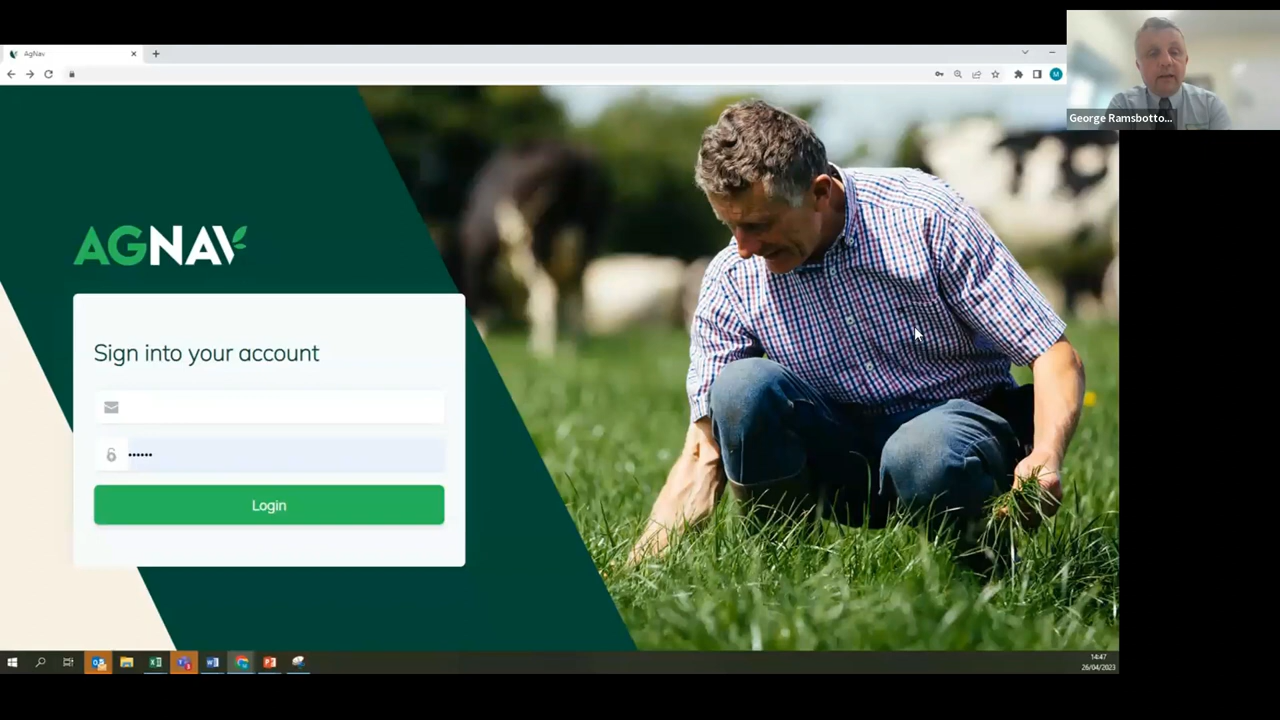 AgNav
George Ramsbotto...
AGNAV
Sign into your account
••••••
Login
M
14:47
26/04/2023